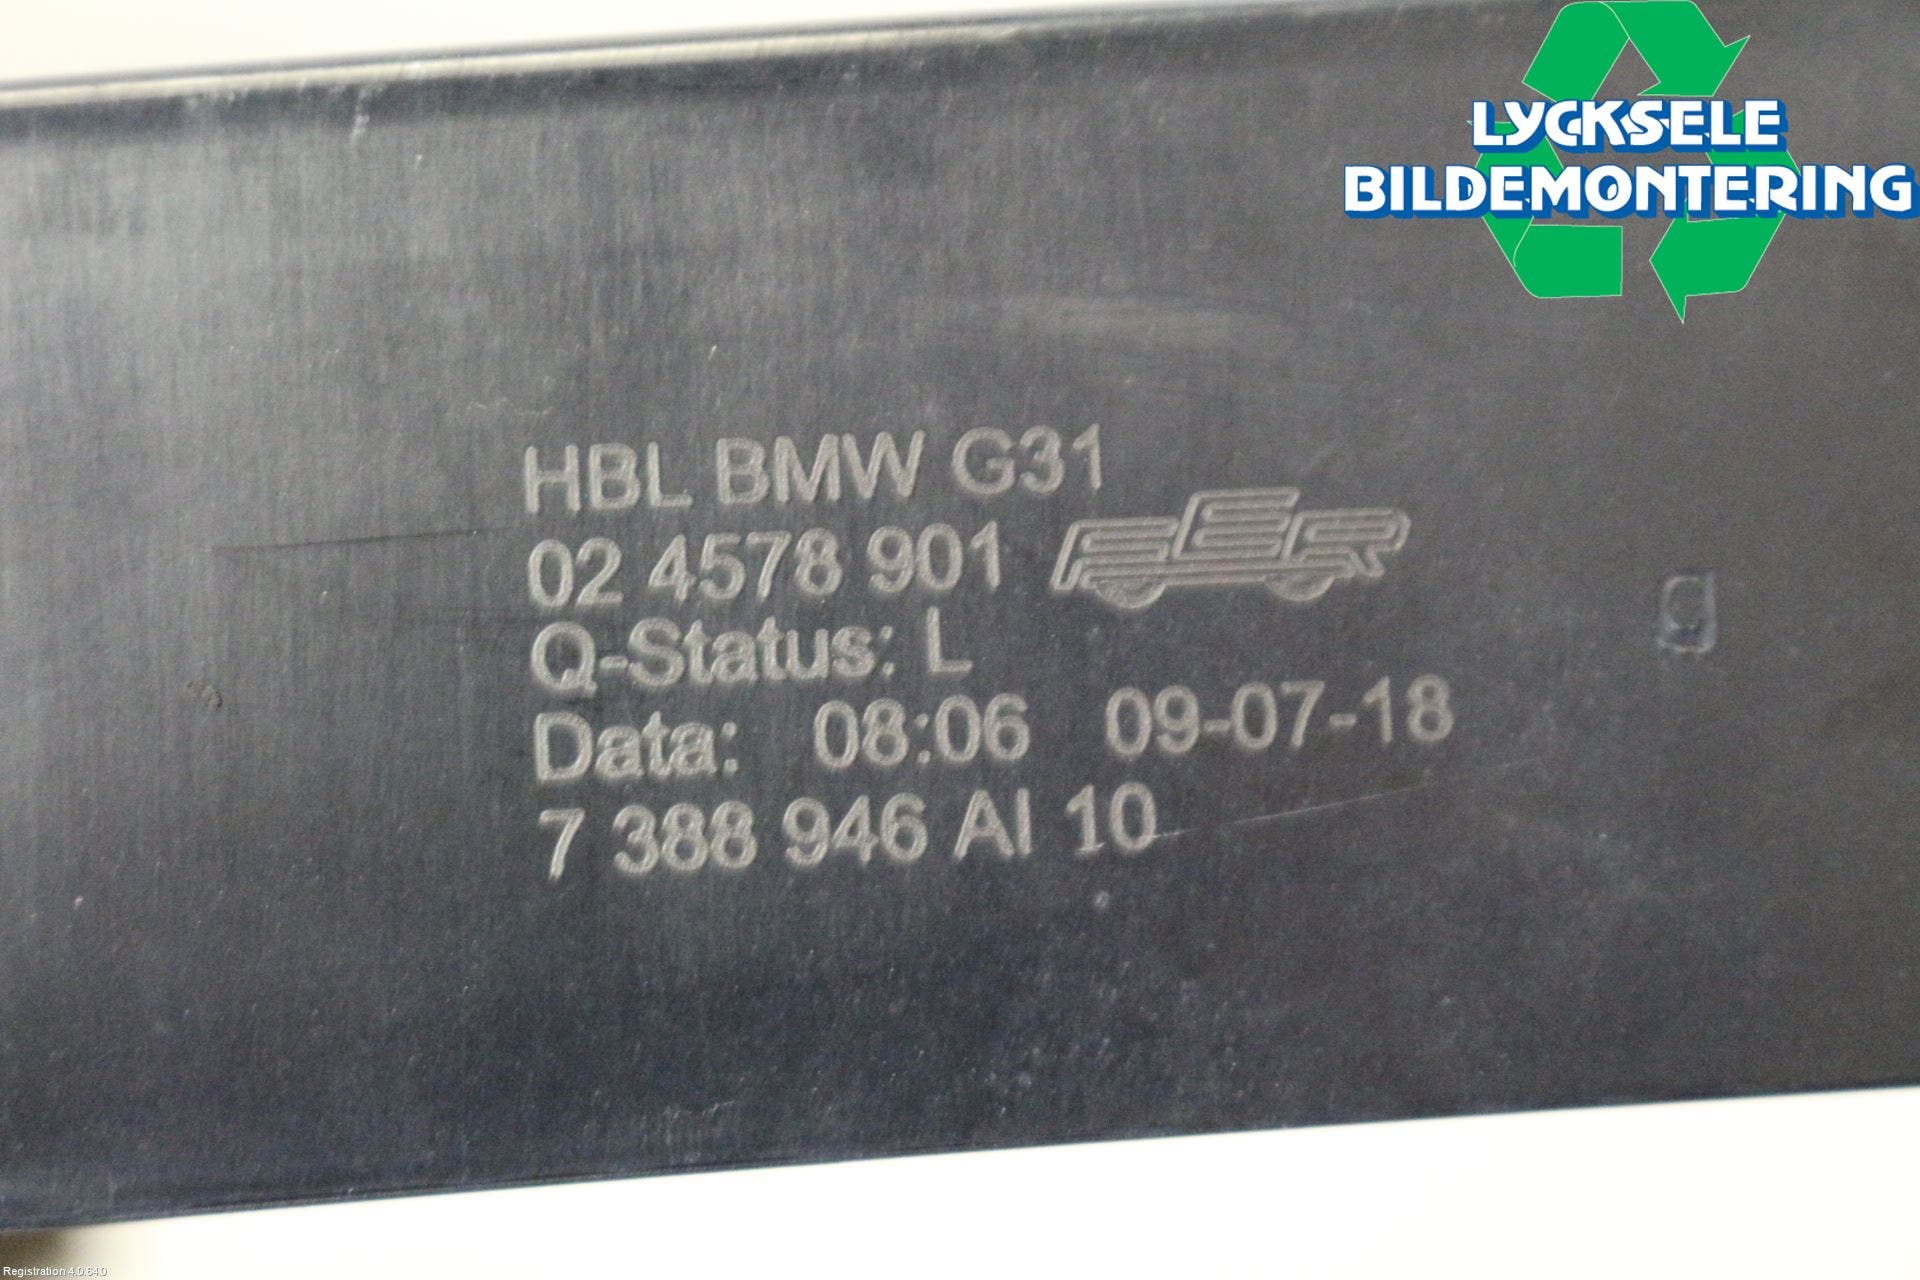 LYCKSELE
BILDEMONTERING
HBL BMW G31
02 4578 901
Q-Status: L
Data: 08:06 09-07-18
7 388 946 AI 10
Registration 4.0.64.0